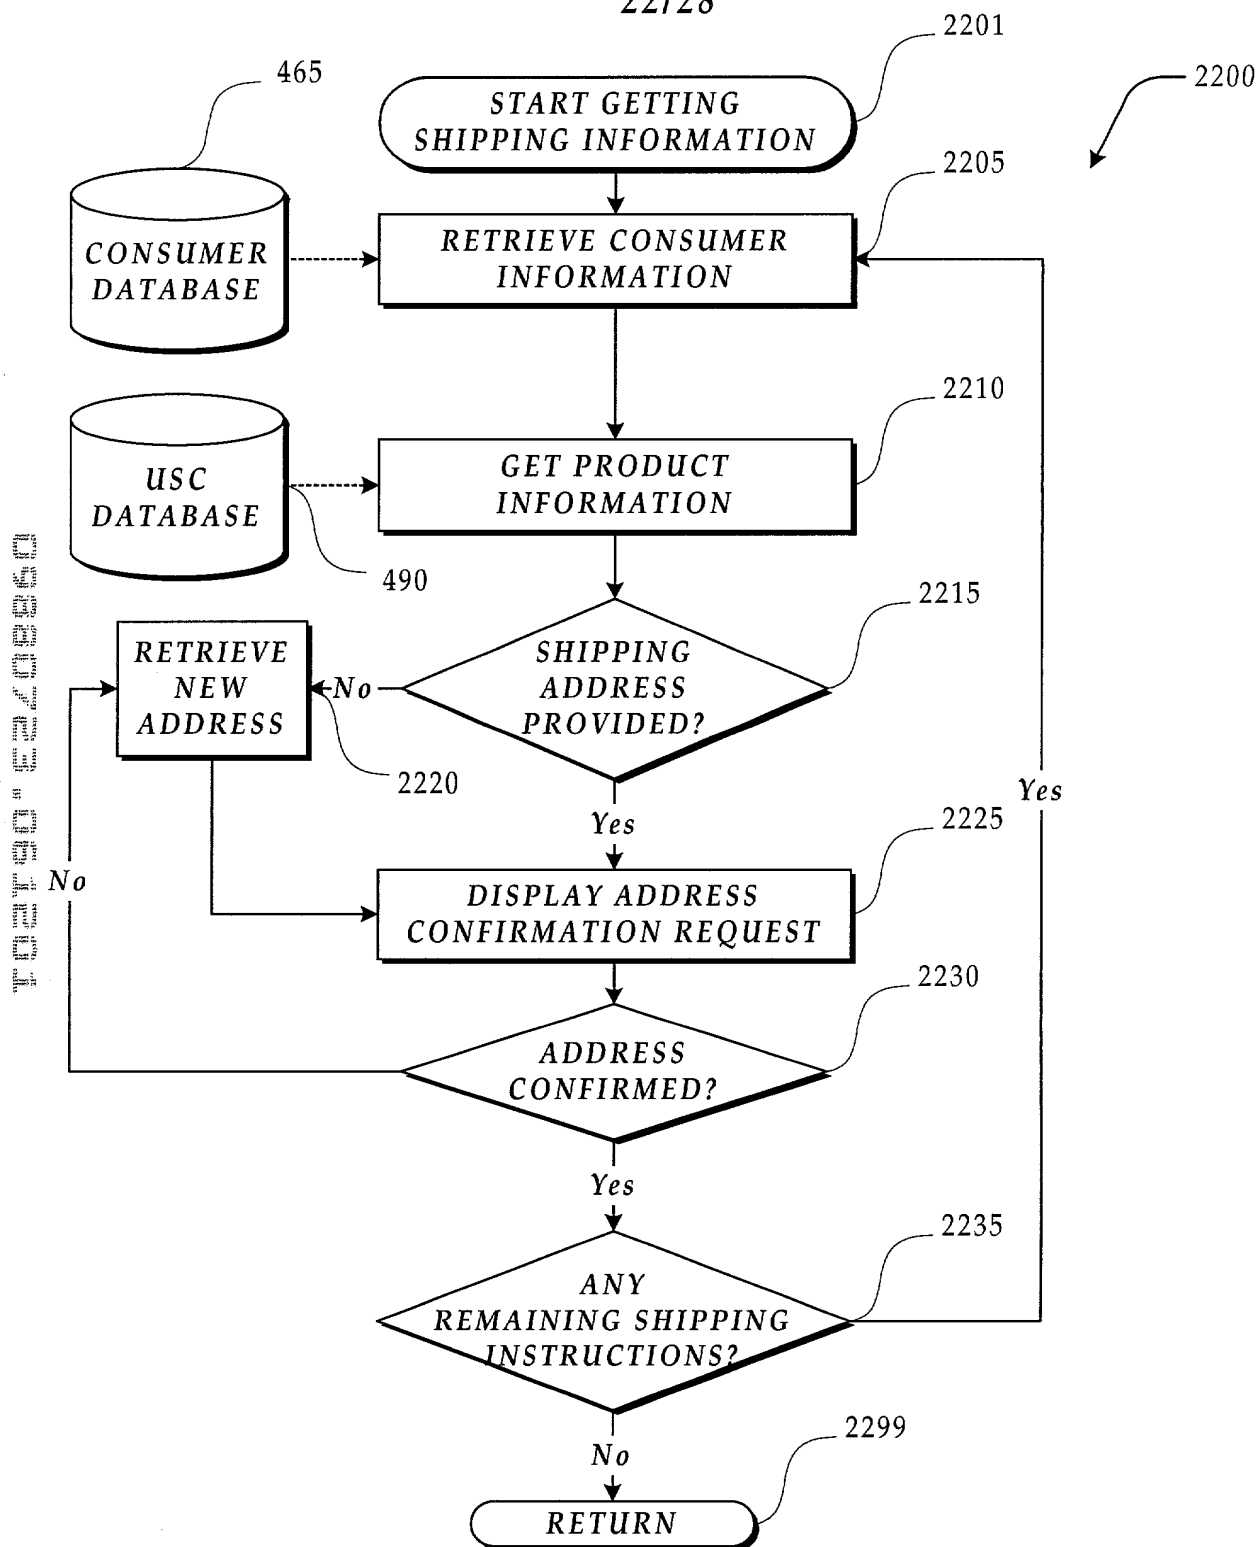 22/28
2201
465
2200
START GETTING
SHIPPING INFORMATION
2205
CONSUMER
DATABASE
RETRIEVE CONSUMER
INFORMATION
2210
USC
DATABASE
GET PRODUCT
INFORMATION
490
2215
RETRIEVE
NEW
ADDRESS
No
SHIPPING
ADDRESS
PROVIDED?
2220
Yes
Yes
2225
No
DISPLAY ADDRESS
CONFIRMATION REQUEST
2230
ADDRESS
CONFIRMED?
Yes
2235
ANY
REMAINING SHIPPING
INSTRUCTIONS?
2299
No
RETURN